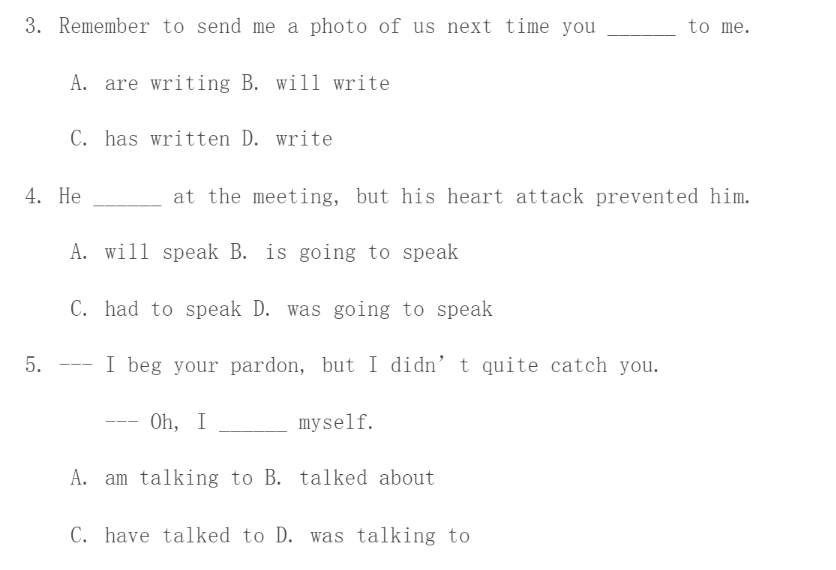 3. Remember to send me a photo of us next time you ______ to me.
A. are writing B. will write
C. has written D. write
4. He ______ at the meeting, but his heart attack prevented him.
A. will speak B. is going to speak
C. had to speak D. was going to speak
5. --- I beg your pardon, but I didn’t quite catch you.
--- Oh, I ______ myself.
A. am talking to B. talked about
C. have talked to D. was talking to